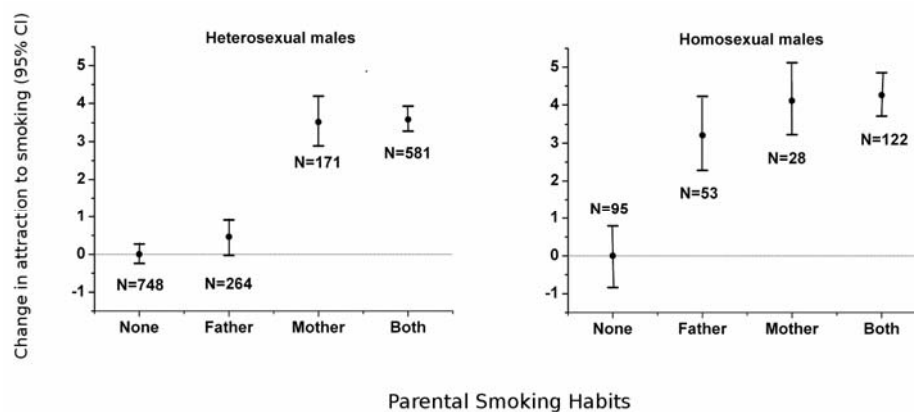 Change in attraction to smoking (95% CI)
Heterosexual males
5
4
3
2
1
0
-1
N=748
N=264
N=171
N=581
None
Father
Mother
Both
Homosexual males
5
4
3
2
1
0
-1
N=95
N=53
N=28
N=122
None
Father
Mother
Both
Parental Smoking Habits